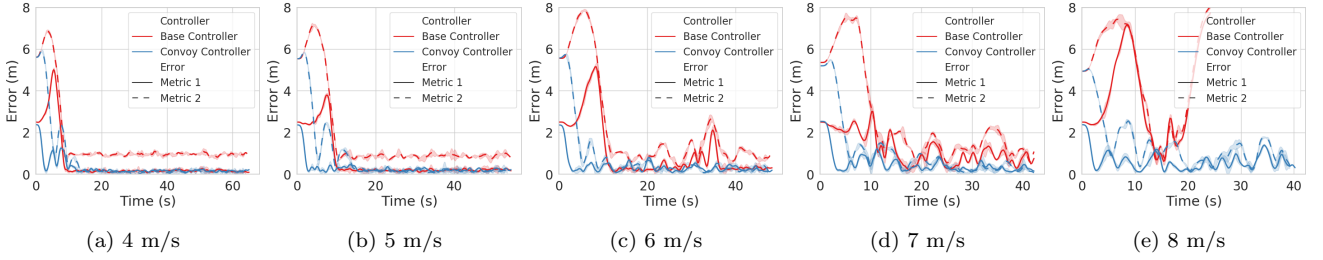 8
6
4
2
0
Error (m)
0
20
40
60
Time (s)
Controller
Base Controller
Convoy Controller
Error
Metric 1
Metric 2
(a) 4 m/s
8
6
4
2
0
Error (m)
0
20
40
Time (s)
Controller
Base Controller
Convoy Controller
Error
Metric 1
Metric 2
(b) 5 m/s
8
6
4
2
0
Error (m)
0
20
40
Time (s)
Controller
Base Controller
Convoy Controller
Error
Metric 1
Metric 2
(c) 6 m/s
8
6
4
2
0
Error (m)
0
10
20
30
40
Time (s)
Controller
Base Controller
Convoy Controller
Error
Metric 1
Metric 2
(d) 7 m/s
8
6
4
2
0
Error (m)
0
10
20
30
40
Time (s)
Controller
Base Controller
Convoy Controller
Error
Metric 1
Metric 2
(e) 8 m/s